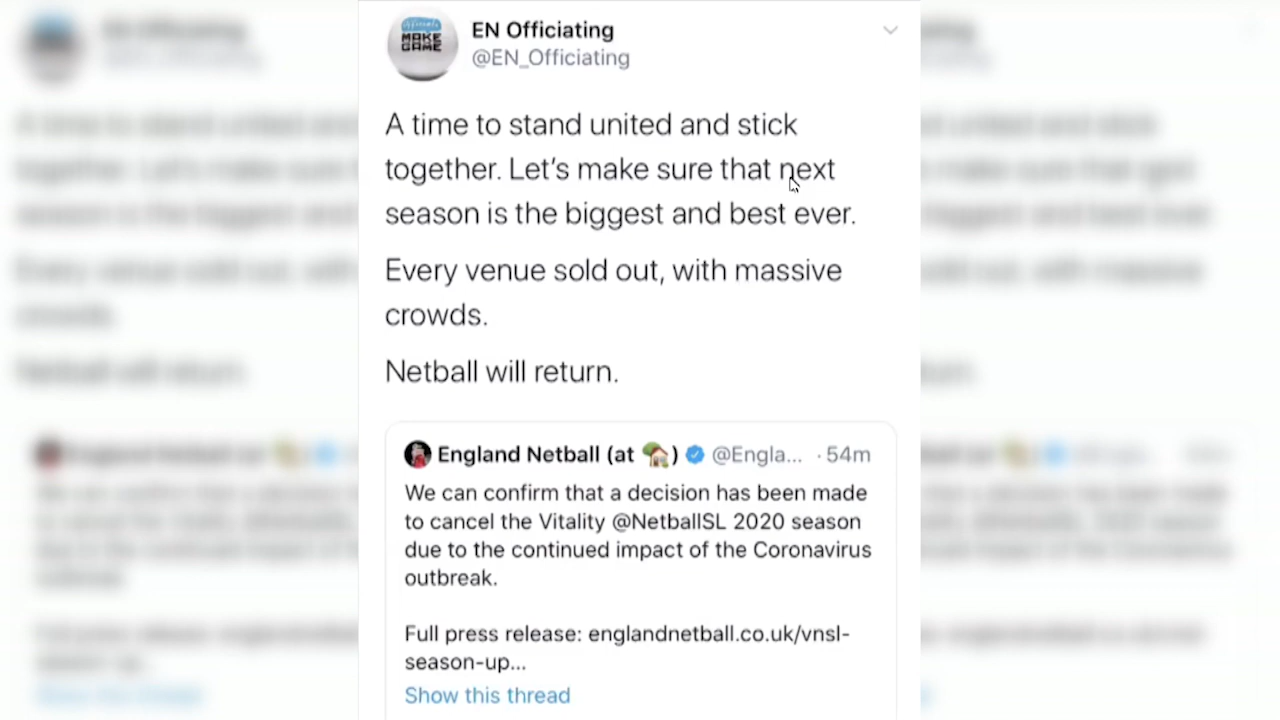 Officials
MAKE
GAME
EN Officiating
@EN_Officiating
A time to stand united and stick
together. Let’s make sure that next
season is the biggest and best ever.
Every venue sold out, with massive
crowds.
Netball will return.
England Netball (at 🏡) @Engla... · 54m
We can confirm that a decision has been made
to cancel the Vitality @NetballSL 2020 season
due to the continued impact of the Coronavirus
outbreak.
Full press release: englandnetball.co.uk/vnsl-
season-up...
Show this thread